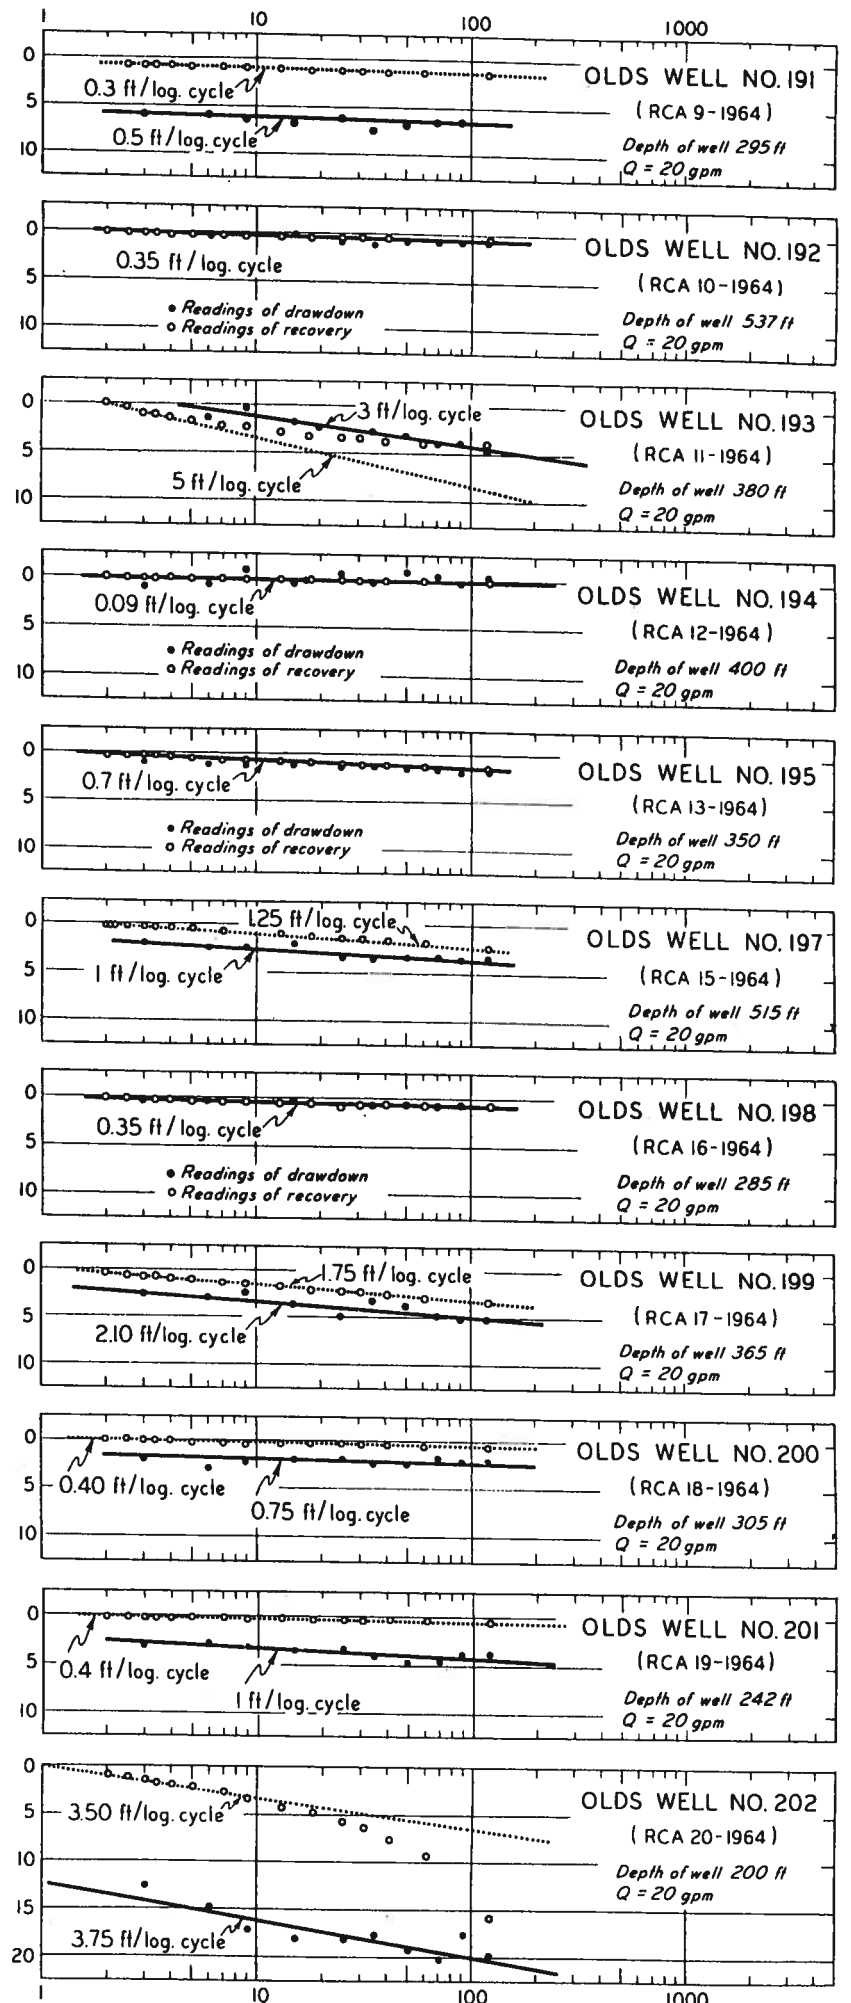 1 10 100 1000
0
OLDS WELL NO. 191
0.3 ft/log. cycle
5
(RCA 9-1964)
0.5 ft/log. cycle
Depth of well 295 ft
10
Q = 20 gpm
0
OLDS WELL NO. 192
0.35 ft/log. cycle
5
(RCA 10-1964)
• Readings of drawdown
Depth of well 537 ft
10
o Readings of recovery
Q = 20 gpm
0
3 ft/log. cycle
OLDS WELL NO. 193
5
(RCA 11-1964)
5 ft/log. cycle
Depth of well 380 ft
10
Q = 20 gpm
0
OLDS WELL NO. 194
0.09 ft/log. cycle
5
(RCA 12-1964)
• Readings of drawdown
o Readings of recovery
Depth of well 400 ft
10
Q = 20 gpm
0
OLDS WELL NO. 195
0.7 ft/log. cycle
5
(RCA 13-1964)
• Readings of drawdown
o Readings of recovery
Depth of well 350 ft
10
Q = 20 gpm
0
1.25 ft/log. cycle
OLDS WELL NO. 197
5
1 ft/log. cycle
(RCA 15-1964)
Depth of well 515 ft
10
Q = 20 gpm
0
OLDS WELL NO. 198
0.35 ft/log. cycle
5
(RCA 16-1964)
• Readings of drawdown
Depth of well 285 ft
10
o Readings of recovery
Q = 20 gpm
0
1.75 ft/log. cycle
OLDS WELL NO. 199
5
(RCA 17-1964)
2.10 ft/log. cycle
Depth of well 365 ft
10
Q = 20 gpm
0
OLDS WELL NO. 200
5
0.40 ft/log. cycle
(RCA 18-1964)
0.75 ft/log. cycle
Depth of well 305 ft
10
Q = 20 gpm
0
OLDS WELL NO. 201
5
0.4 ft/log. cycle
(RCA 19-1964)
1 ft/log. cycle
Depth of well 242 ft
10
Q = 20 gpm
0
OLDS WELL NO. 202
5
3.50 ft/log. cycle
(RCA 20-1964)
10
Depth of well 200 ft
Q = 20 gpm
15
3.75 ft/log. cycle
20
1 10 100 1000